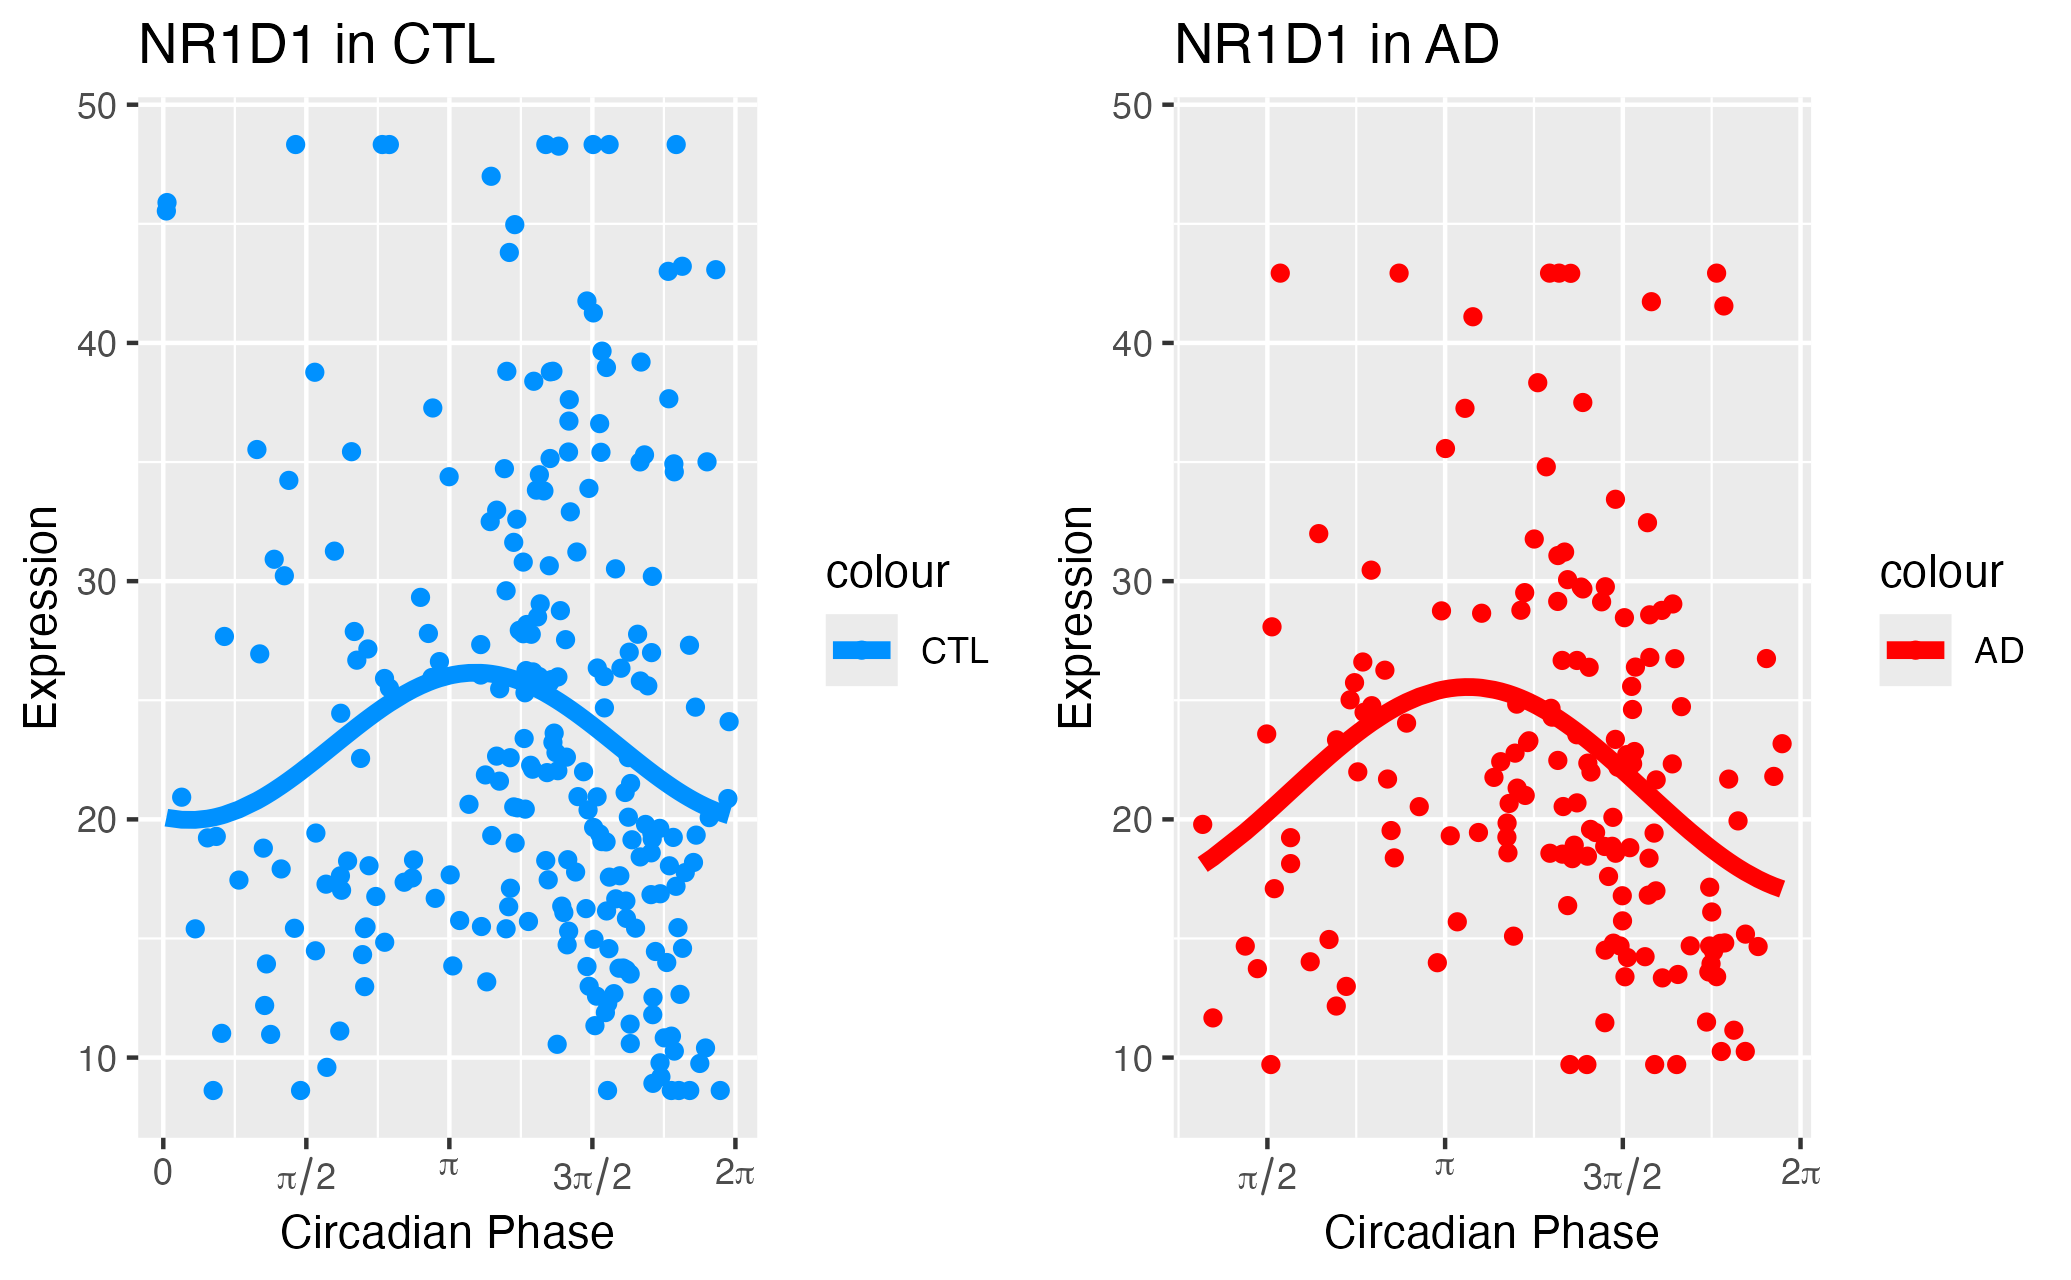 NR1D1 in CTL
50
40
30
20
10
Expression
0
π/2
π
3π/2
2π
Circadian Phase
colour
CTL
NR1D1 in AD
50
40
30
20
10
Expression
π/2
π
3π/2
2π
Circadian Phase
colour
AD